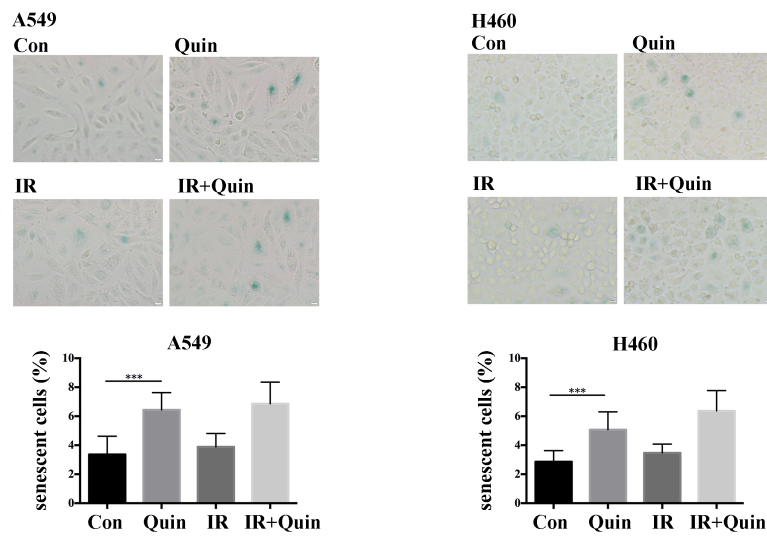 A549
Con Quin
IR IR+Quin
H460
Con Quin
IR IR+Quin
A549
senescent cells (%)
10
8
6
4
2
0
***
Con Quin IR IR+Quin
H460
senescent cells (%)
10
8
6
4
2
0
***
Con Quin IR IR+Quin